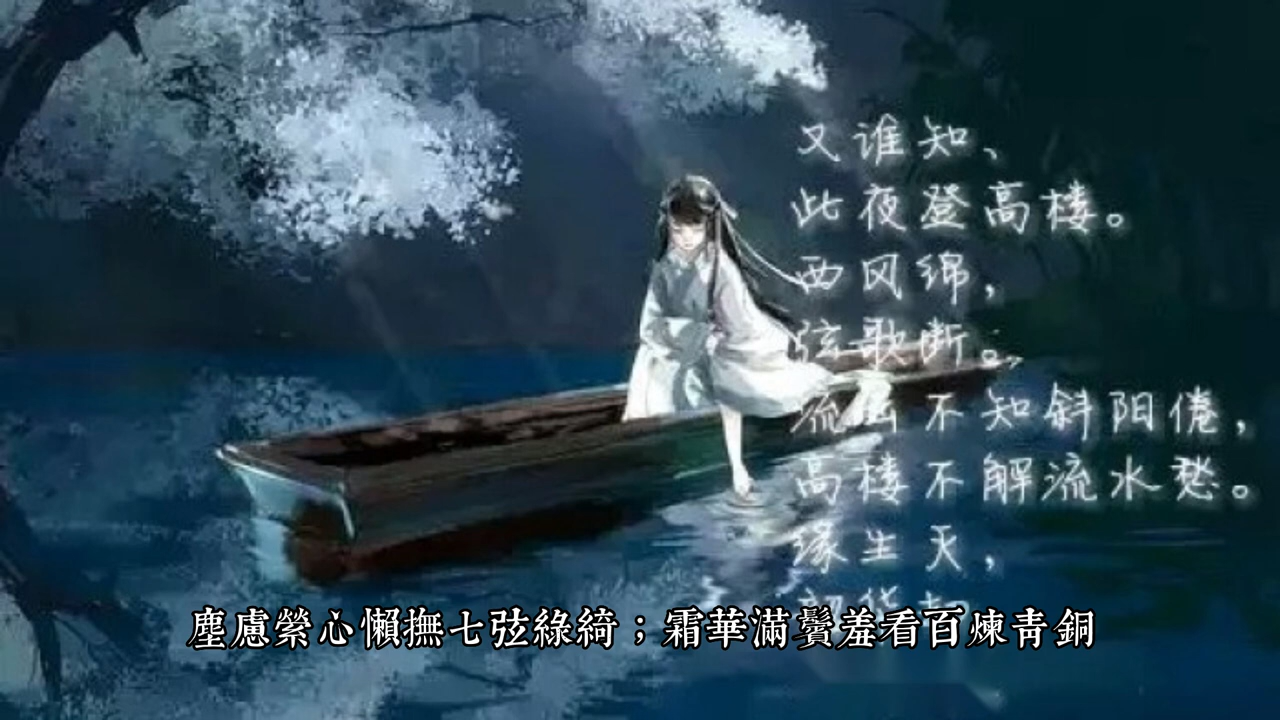 又谁知、
此夜登高楼。
西风绵，
弦歌断。
流 不知斜阳倦，
高楼不解流水愁。
缘生灭，
塵慮縈心懶撫七弦綠綺；霜華滿鬢羞看百煉青銅